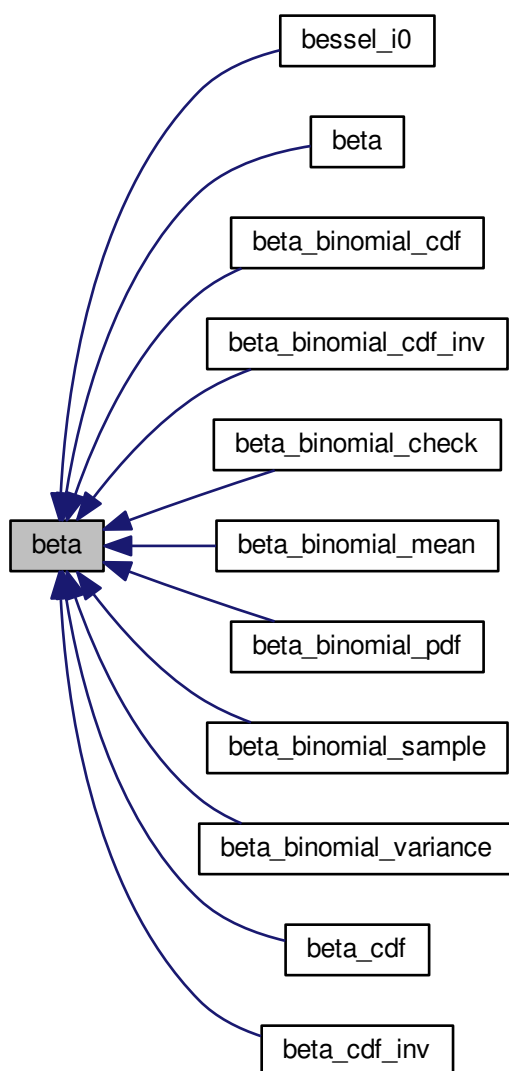 bessel_i0
beta
beta_binomial_cdf
beta_binomial_cdf_inv
beta_binomial_check
beta
beta_binomial_mean
beta_binomial_pdf
beta_binomial_sample
beta_binomial_variance
beta_cdf
beta_cdf_inv